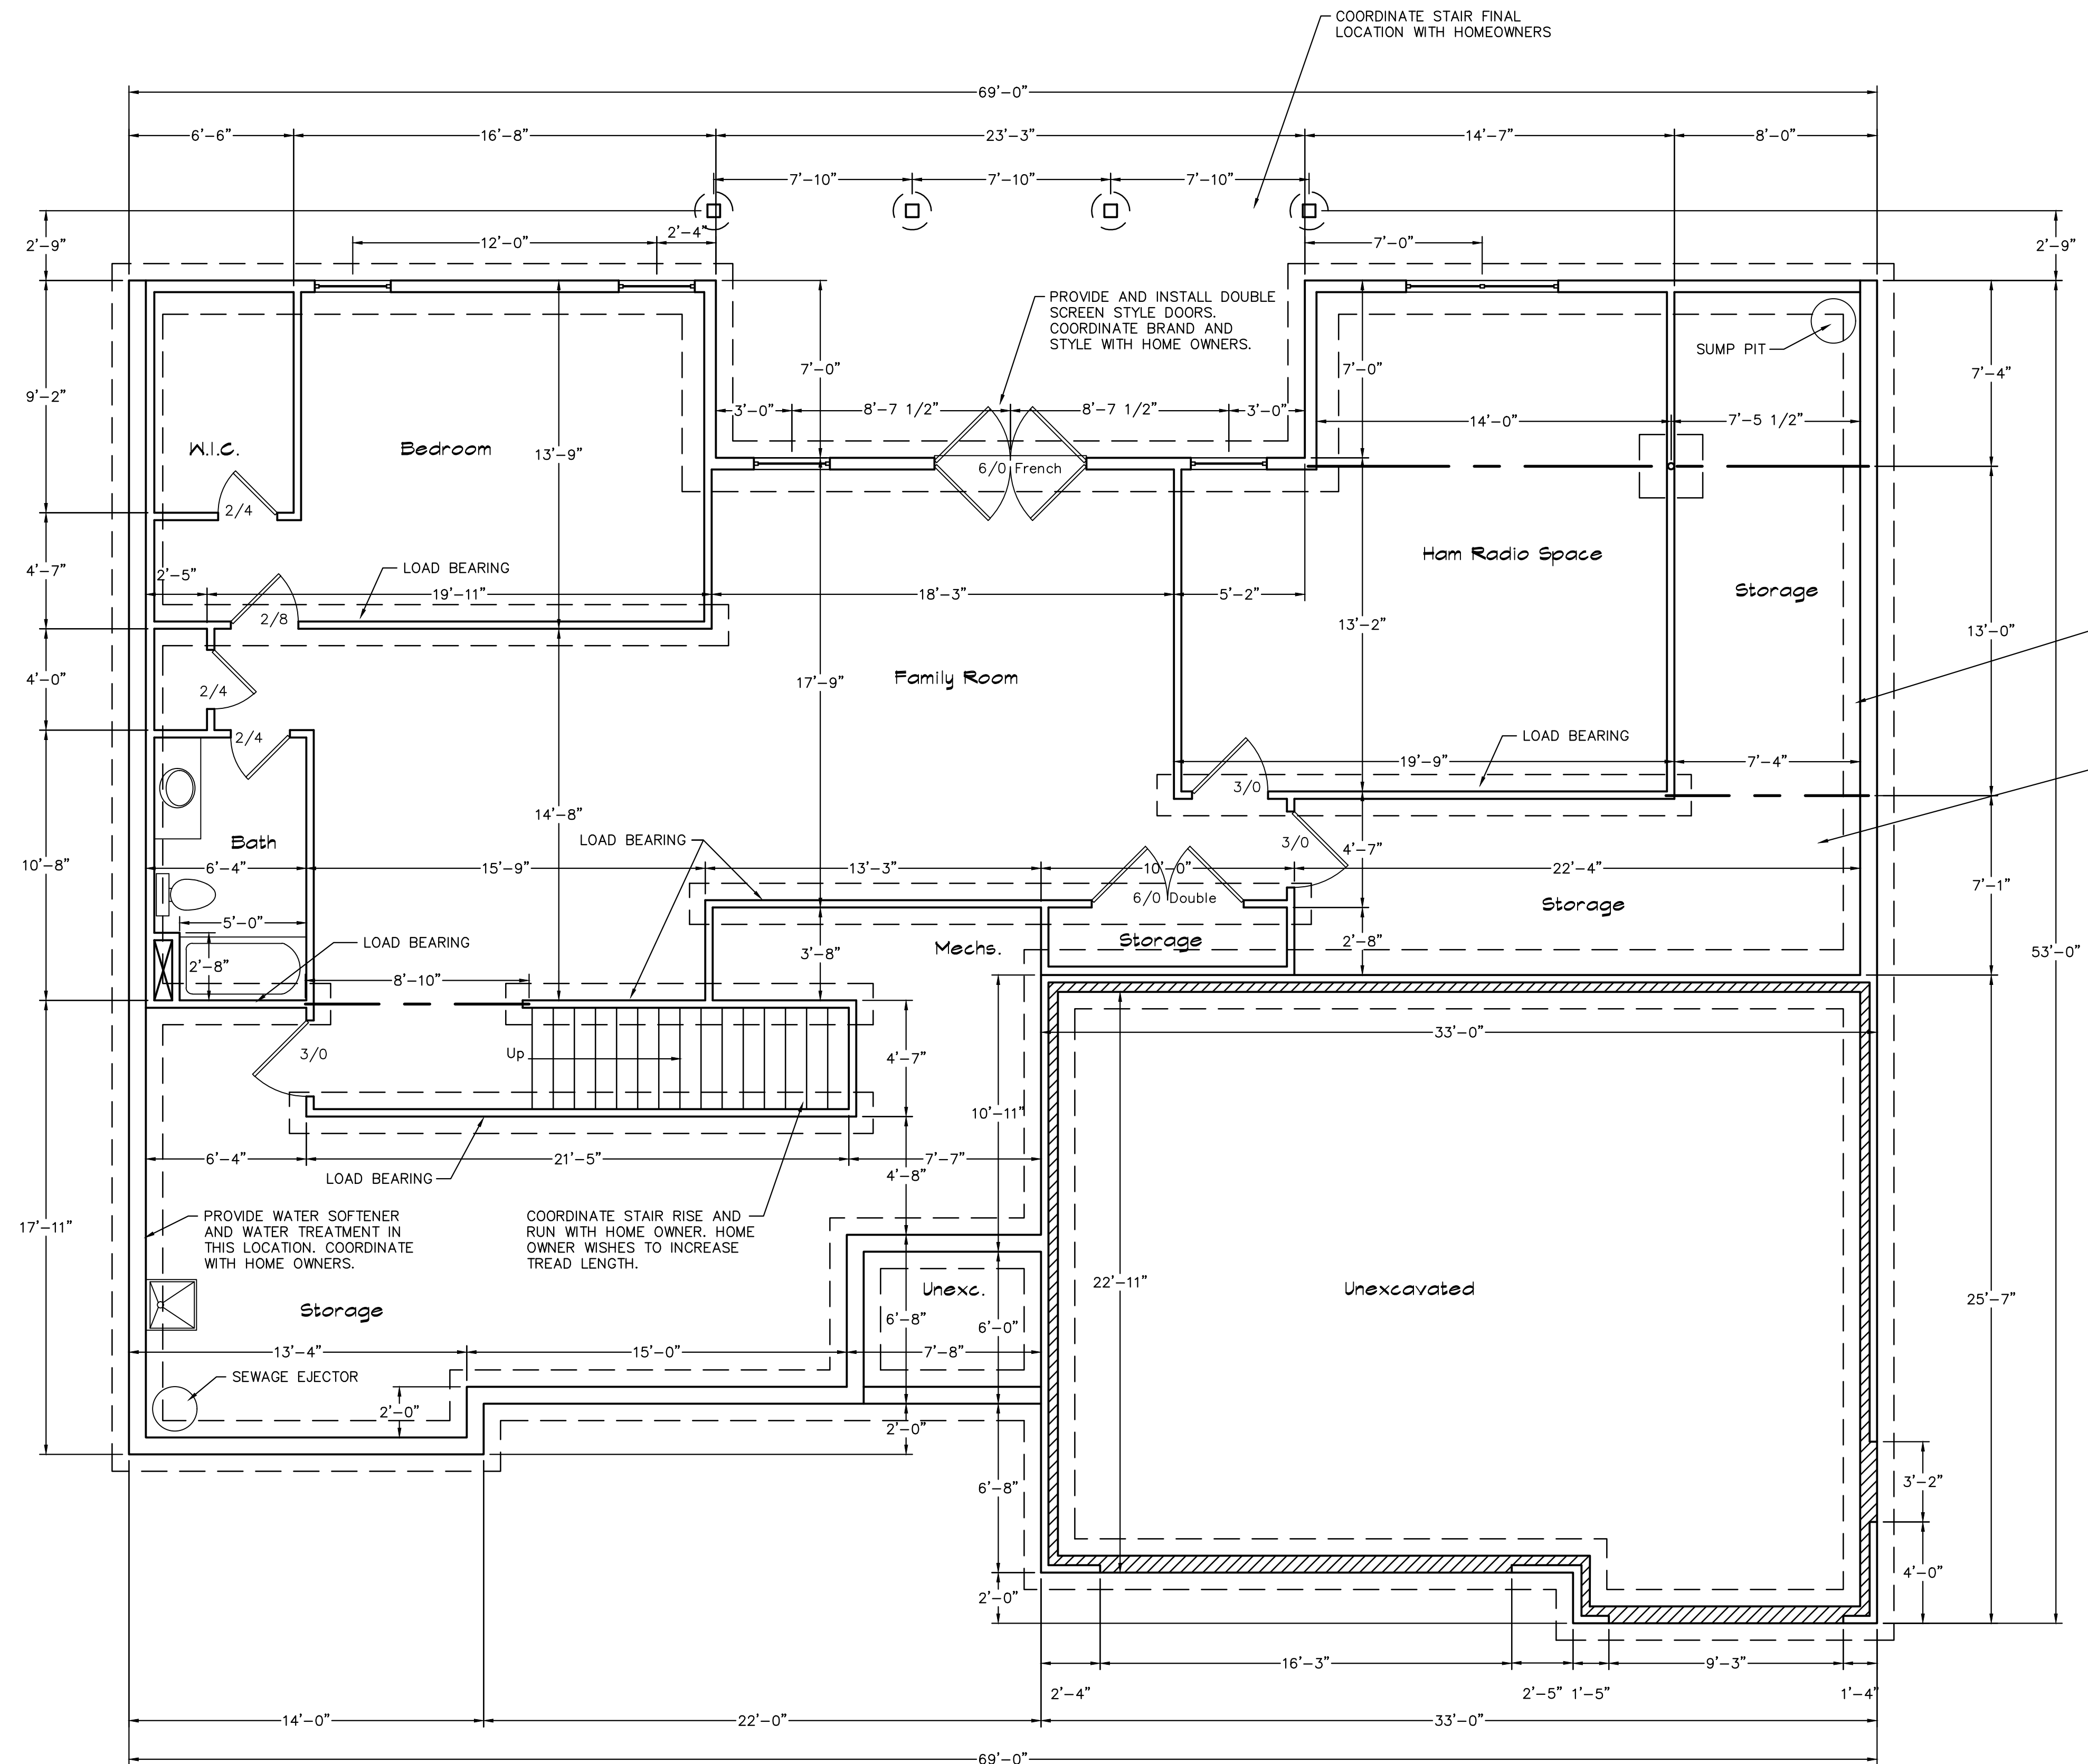 COORDINATE STAIR FINAL
LOCATION WITH HOMEOWNERS
69'-0"
6'-6"
16'-8"
23'-3"
14'-7"
8'-0"
7'-10"
7'-10"
7'-10"
2'-9"
12'-0"
2'-4"
7'-0"
2'-9"
PROVIDE AND INSTALL DOUBLE
SCREEN STYLE DOORS.
COORDINATE BRAND AND
STYLE WITH HOME OWNERS.
SUMP PIT
9'-2"
7'-0"
7'-0"
7'-4"
3'-0"
8'-7 1/2"
8'-7 1/2"
3'-0"
14'-0"
7'-5 1/2"
W.I.C.
Bedroom
13'-9"
6/0 French
2/4
4'-7"
LOAD BEARING
Ham Radio Space
2'-5"
19'-11"
18'-3"
5'-2"
Storage
2/8
13'-2"
13'-0"
4'-0"
2/4
17'-9"
Family Room
2/4
LOAD BEARING
19'-9"
7'-4"
3/0
14'-8"
Bath
LOAD BEARING
3/0
4'-7"
10'-8"
6'-4"
15'-9"
13'-3"
10'-0"
22'-4"
7'-1"
6/0 Double
Storage
5'-0"
LOAD BEARING
Mechs.
Storage
2'-8"
3'-8"
2'-8"
53'-0"
8'-10"
33'-0"
3/0
Up
4'-7"
10'-11"
6'-4"
21'-5"
7'-7"
LOAD BEARING
4'-8"
17'-11"
PROVIDE WATER SOFTENER
AND WATER TREATMENT IN
THIS LOCATION. COORDINATE
WITH HOME OWNERS.
COORDINATE STAIR RISE AND
RUN WITH HOME OWNER. HOME
OWNER WISHES TO INCREASE
TREAD LENGTH.
22'-11"
Unexc.
Unexcavated
Storage
6'-8"
6'-0"
25'-7"
13'-4"
15'-0"
7'-8"
SEWAGE EJECTOR
2'-0"
2'-0"
6'-8"
3'-2"
4'-0"
2'-0"
16'-3"
9'-3"
2'-4"
2'-5"
1'-5"
1'-4"
14'-0"
22'-0"
33'-0"
69'-0"